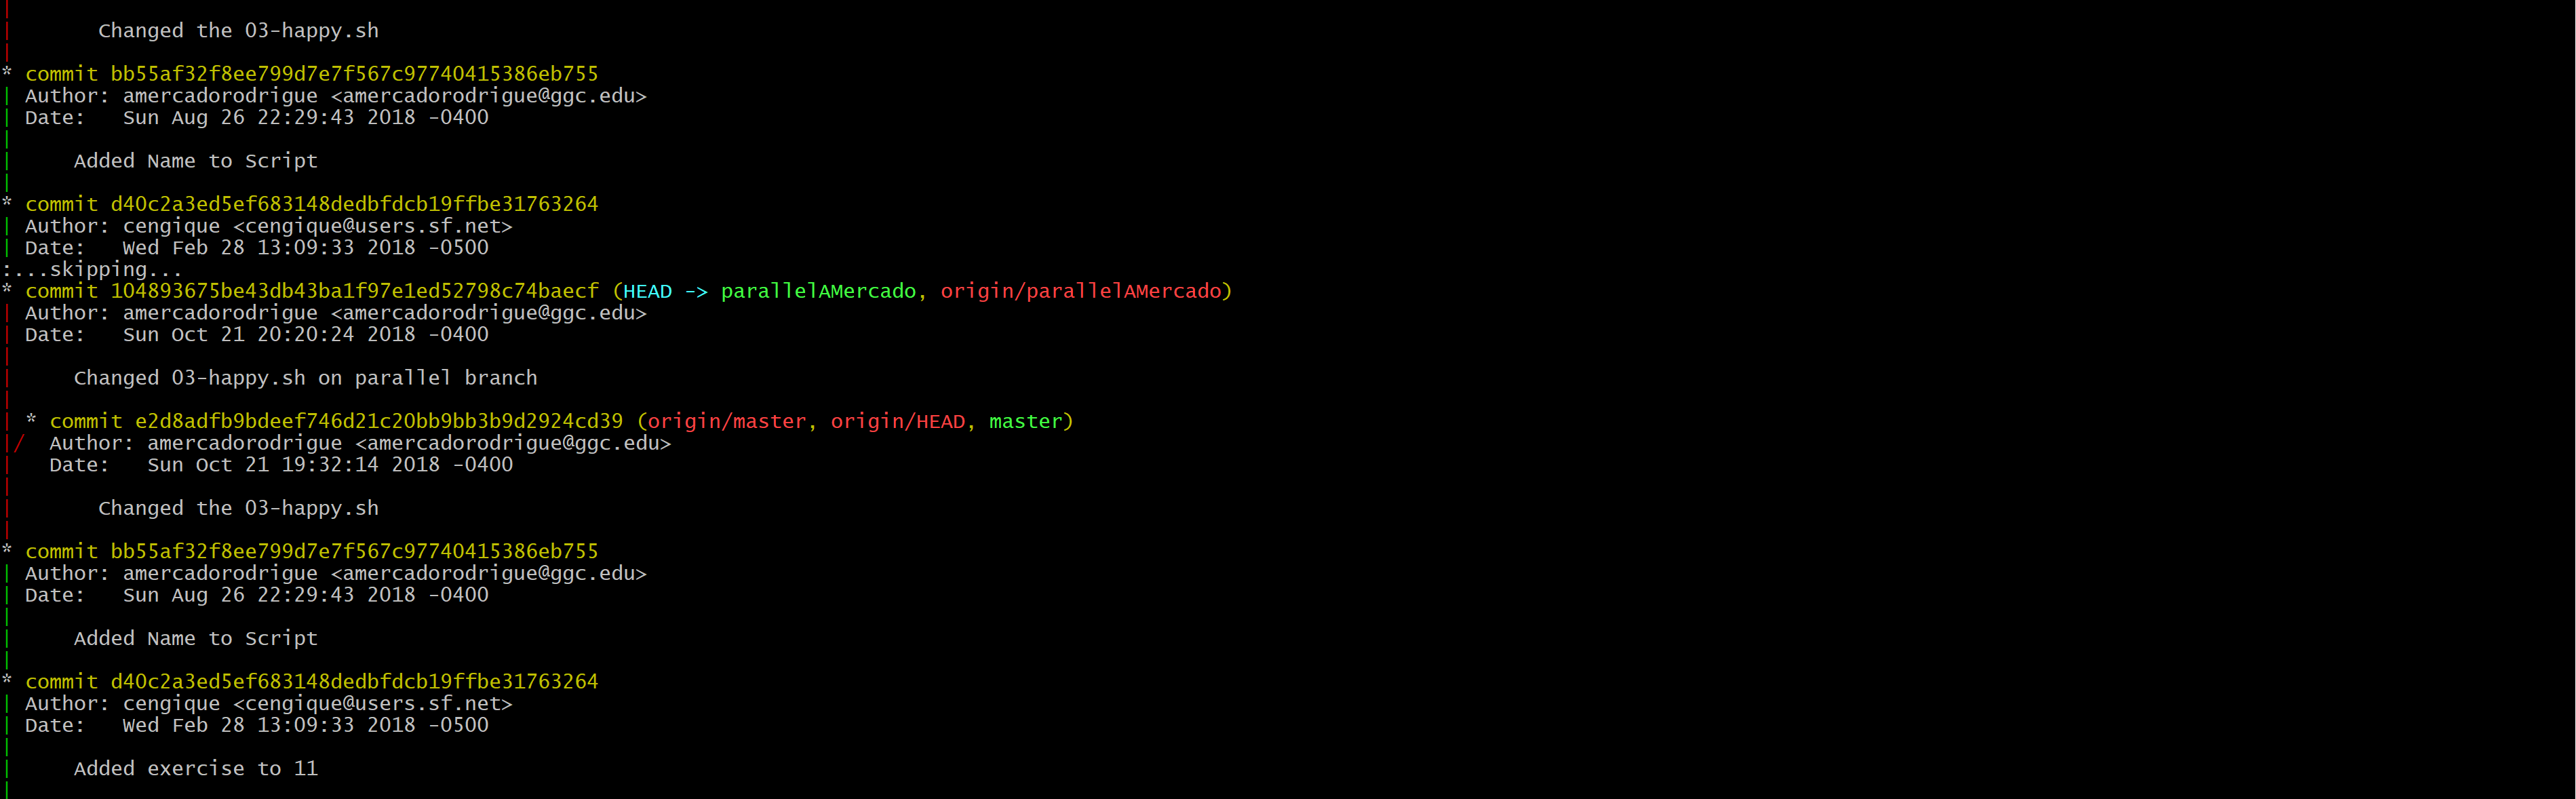 |
|       Changed the 03-happy.sh
|
* commit bb55af32f8ee799d7e7f567c97740415386eb755
| Author: amercadorodrigue <amercadorodrigue@ggc.edu>
| Date:   Sun Aug 26 22:29:43 2018 -0400
|
|     Added Name to Script
|
* commit d40c2a3ed5ef683148dedbfdcb19ffbe31763264
| Author: cengique <cengique@users.sf.net>
| Date:   Wed Feb 28 13:09:33 2018 -0500
:...skipping...
* commit 104893675be43db43ba1f97e1ed52798c74baecf (HEAD -> parallelAMercado, origin/parallelAMercado)
| Author: amercadorodrigue <amercadorodrigue@ggc.edu>
| Date:   Sun Oct 21 20:20:24 2018 -0400
|
|     Changed 03-happy.sh on parallel branch
|
| * commit e2d8adfb9bdeef746d21c20bb9bb3b9d2924cd39 (origin/master, origin/HEAD, master)
|/  Author: amercadorodrigue <amercadorodrigue@ggc.edu>
|   Date:   Sun Oct 21 19:32:14 2018 -0400
|
|       Changed the 03-happy.sh
|
* commit bb55af32f8ee799d7e7f567c97740415386eb755
| Author: amercadorodrigue <amercadorodrigue@ggc.edu>
| Date:   Sun Aug 26 22:29:43 2018 -0400
|
|     Added Name to Script
|
* commit d40c2a3ed5ef683148dedbfdcb19ffbe31763264
| Author: cengique <cengique@users.sf.net>
| Date:   Wed Feb 28 13:09:33 2018 -0500
|
|     Added exercise to 11
|